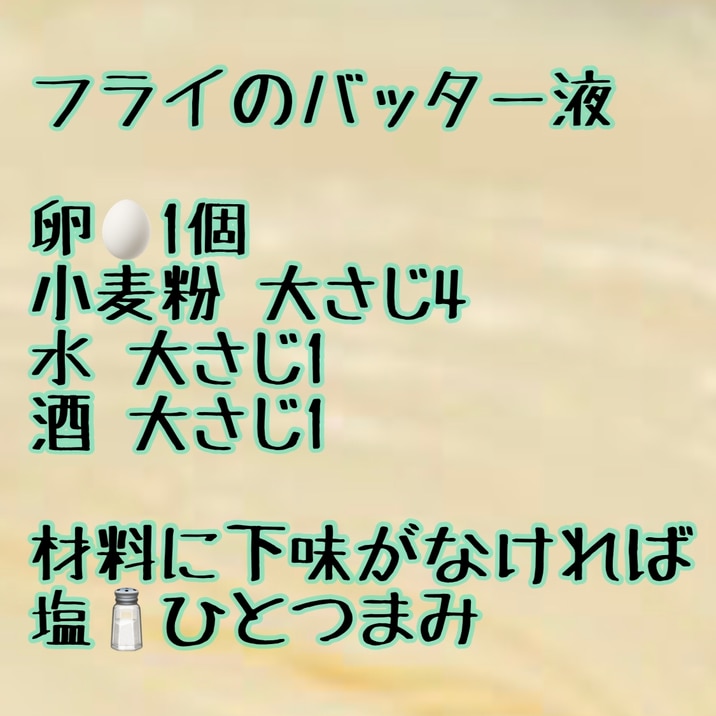 フライのバッター液
卵🥚1個
小麦粉 大さじ4
水 大さじ1
酒 大さじ1
材料に下味がなければ
塩🧂ひとつまみ